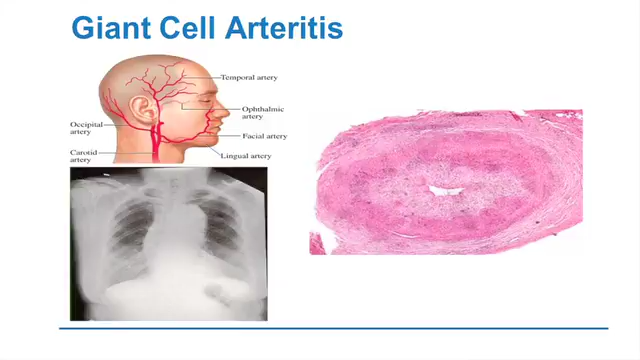 Giant Cell Arteritis
Temporal artery
Ophthalmic
artery
Occipital
artery
Facial artery
Carotid
artery
Lingual artery